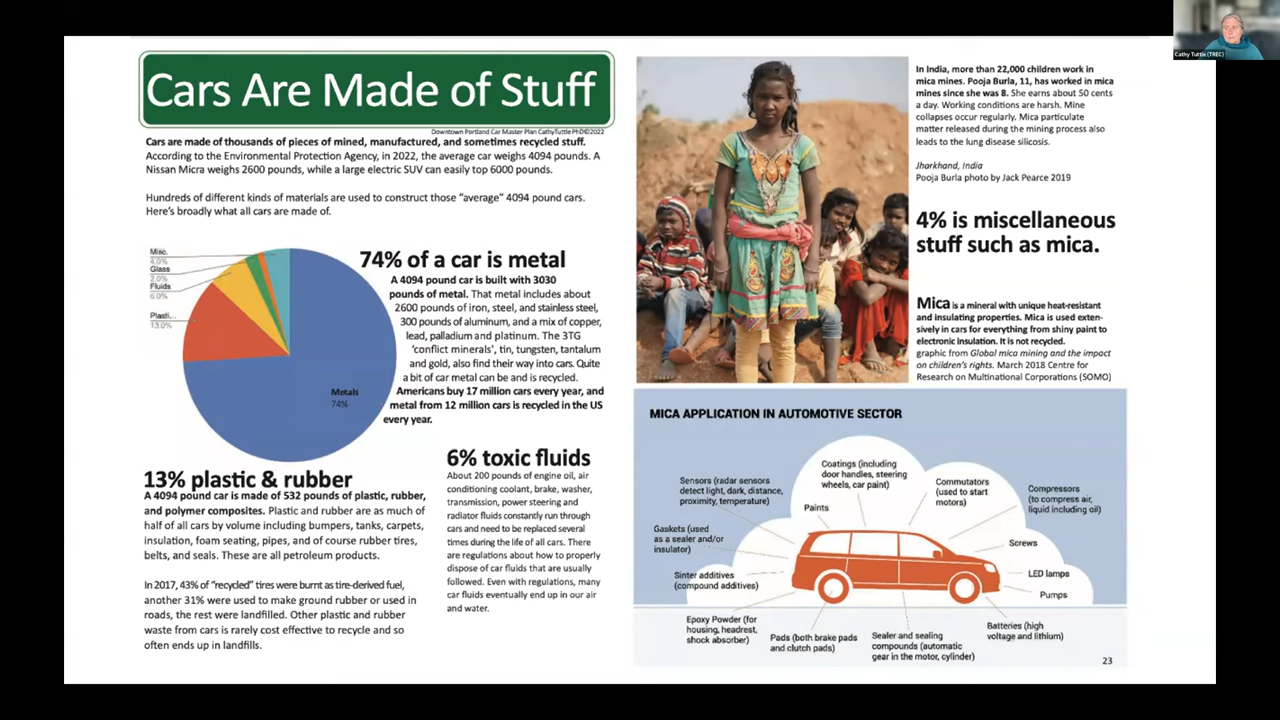 Cars Are Made of Stuff
Downtown Portland Car Master Plan CathyTuttle PhD©2022
Cars are made of thousands of pieces of mined, manufactured, and sometimes recycled stuff.
According to the Environmental Protection Agency, in 2022, the average car weighs 4094 pounds. A
Nissan Micra weighs 2600 pounds, while a large electric SUV can easily top 6000 pounds.
Hundreds of different kinds of materials are used to construct those “average” 4094 pound cars.
Here’s broadly what all cars are made of.
Misc.
4.0%
Glass
2.0%
Fluids
6.0%
Plasti...
13.0%
Metals
74%
74% of a car is metal
A 4094 pound car is built with 3030
pounds of metal. That metal includes about
2600 pounds of iron, steel, and stainless steel,
300 pounds of aluminum, and a mix of copper,
lead, palladium and platinum. The 3TG
‘conflict minerals’, tin, tungsten, tantalum
and gold, also find their way into cars. Quite
a bit of car metal can be and is recycled.
Americans buy 17 million cars every year, and
metal from 12 million cars is recycled in the US
every year.
13% plastic & rubber
A 4094 pound car is made of 532 pounds of plastic, rubber,
and polymer composites. Plastic and rubber are as much of
half of all cars by volume including bumpers, tanks, carpets,
insulation, foam seating, pipes, and of course rubber tires,
belts, and seals. These are all petroleum products.
In 2017, 43% of “recycled” tires were burnt as tire-derived fuel,
another 31% were used to make ground rubber or used in
roads, the rest were landfilled. Other plastic and rubber
waste from cars is rarely cost effective to recycle and so
often ends up in landfills.
6% toxic fluids
About 200 pounds of engine oil, air
conditioning coolant, brake, washer,
transmission, power steering and
radiator fluids constantly run through
cars and need to be replaced several
times during the life of all cars. There
are regulations about how to properly
dispose of car fluids that are usually
followed. Even with regulations, many
car fluids eventually end up in our air
and water.
In India, more than 22,000 children work in
mica mines. Pooja Burla, 11, has worked in mica
mines since she was 8. She earns about 50 cents
a day. Working conditions are harsh. Mine
collapses occur regularly. Mica particulate
matter released during the mining process also
leads to the lung disease silicosis.
Jharkhand, India
Pooja Burla photo by Jack Pearce 2019
4% is miscellaneous
stuff such as mica.
Mica is a mineral with unique heat-resistant
and insulating properties. Mica is used exten-
sively in cars for everything from shiny paint to
electronic insulation. It is not recycled.
graphic from Global mica mining and the impact
on children’s rights. March 2018 Centre for
Research on Multinational Corporations (SOMO)
MICA APPLICATION IN AUTOMOTIVE SECTOR
Sensors (radar sensors
detect light, dark, distance,
proximity, temperature)
Coatings (including
door handles, steering
wheels, car paint)
Paints
Commutators
(used to start
motors)
Compressors
(to compress air,
liquid including oil)
Gaskets (used
as a sealer and/or
insulator)
Screws
Sinter additives
(compound additives)
LED lamps
Pumps
Epoxy Powder (for
housing, headrest,
shock absorber)
Pads (both brake pads
and clutch pads)
Sealer and sealing
compounds (automatic
gear in the motor, cylinder)
Batteries (high
voltage and lithium)
23
Cathy Tuttle (TREC)